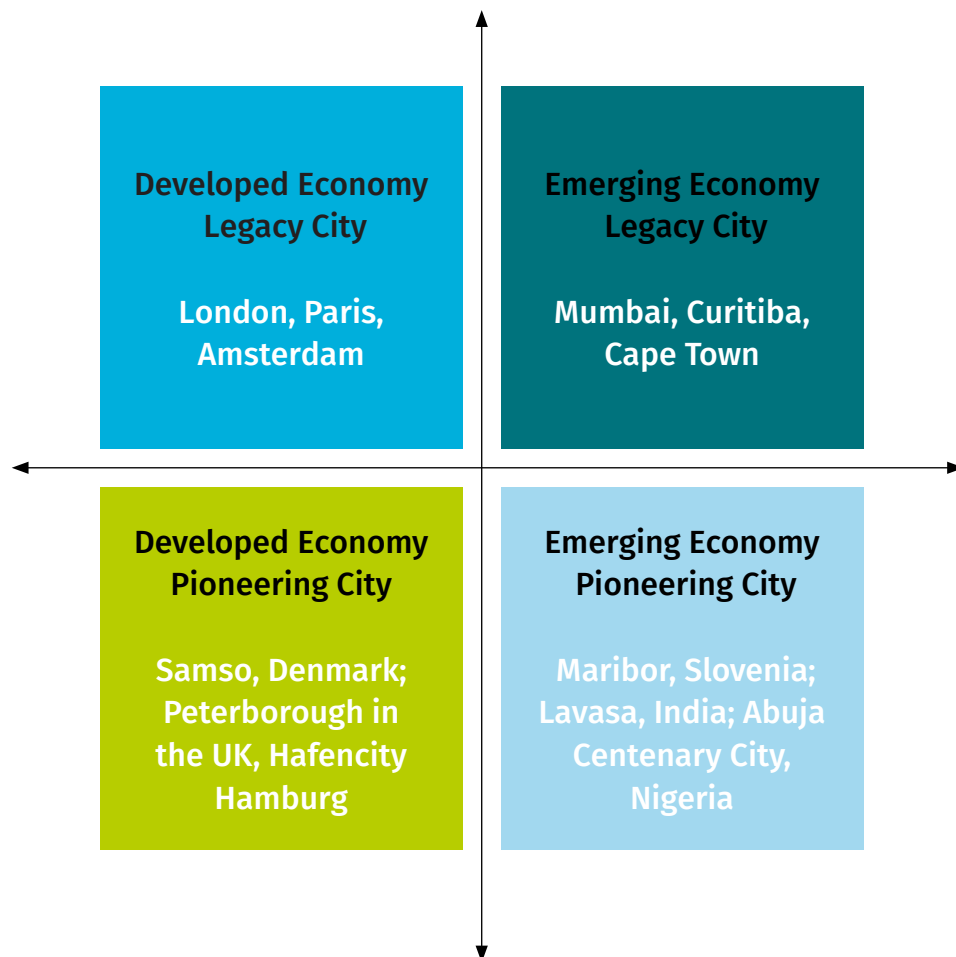 Developed Economy
Legacy City
London, Paris,
Amsterdam
Emerging Economy
Legacy City
Mumbai, Curitiba,
Cape Town
Developed Economy
Pioneering City
Samso, Denmark;
Peterborough in
the UK, Hafencity
Hamburg
Emerging Economy
Pioneering City
Maribor, Slovenia;
Lavasa, India; Abuja
Centenary City,
Nigeria